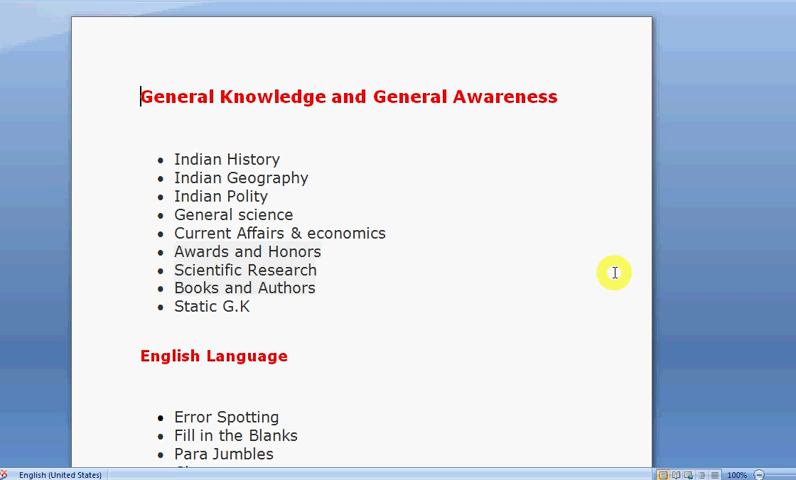 General Knowledge and General Awareness
Indian History
Indian Geography
Indian Polity
General science
Current Affairs & economics
Awards and Honors
Scientific Research
Books and Authors
Static G.K
English Language
Error Spotting
Fill in the Blanks
Para Jumbles
English (United States)
100%